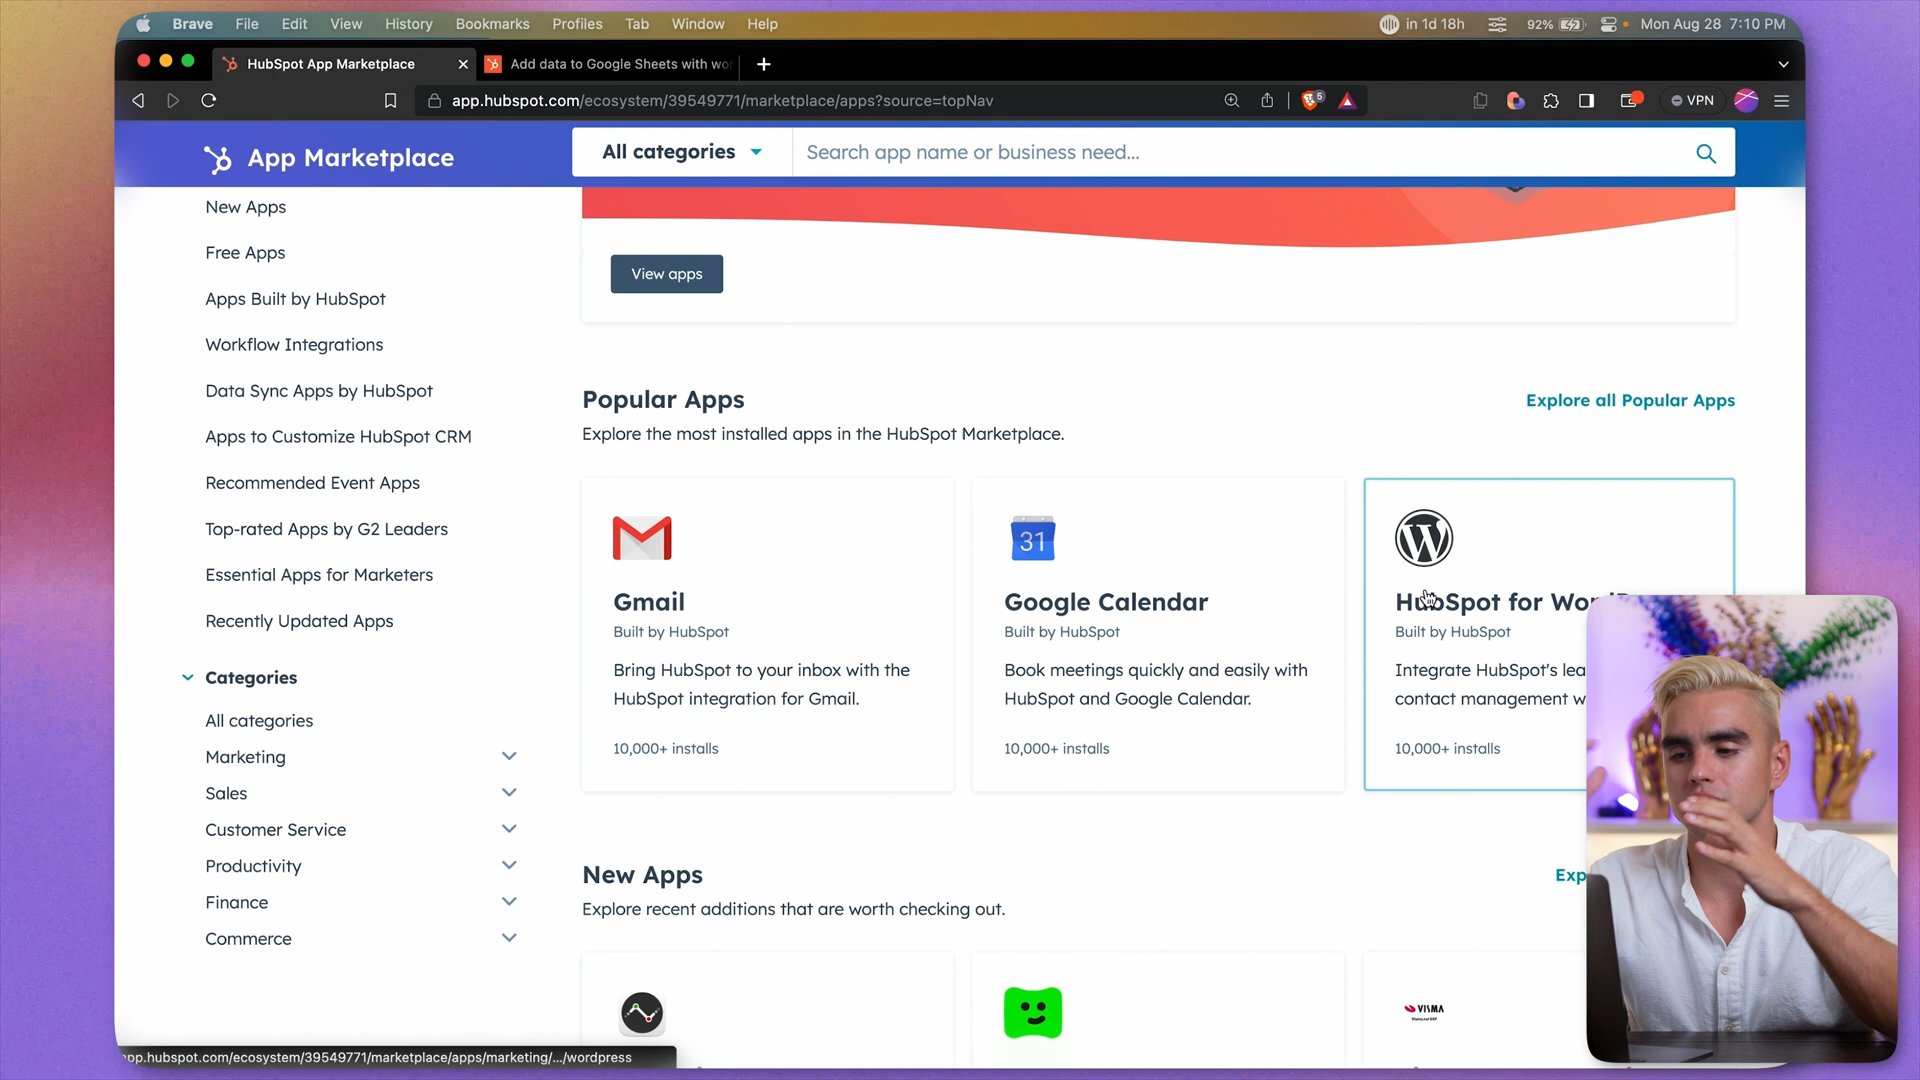 Brave File Edit View History Bookmarks Profiles Tab Window Help
in 1d 18h 92% Mon Aug 28 7:10 PM
HubSpot App Marketplace
Add data to Google Sheets with wor
app.hubspot.com/ecosystem/39549771/marketplace/apps?source=topNav
5
VPN
App Marketplace
All categories
Search app name or business need...
New Apps
Free Apps
Apps Built by HubSpot
Workflow Integrations
Data Sync Apps by HubSpot
Apps to Customize HubSpot CRM
Recommended Event Apps
Top-rated Apps by G2 Leaders
Essential Apps for Marketers
Recently Updated Apps
Categories
All categories
Marketing
Sales
Customer Service
Productivity
Finance
Commerce
View apps
Popular Apps
Explore all Popular Apps
Explore the most installed apps in the HubSpot Marketplace.
Gmail
Built by HubSpot
Bring HubSpot to your inbox with the
HubSpot integration for Gmail.
10,000+ installs
31
Google Calendar
Built by HubSpot
Book meetings quickly and easily with
HubSpot and Google Calendar.
10,000+ installs
HubSpot for
Built by HubSpot
Integrate HubSpot's
contact management
10,000+ installs
New Apps
Explore recent additions that are worth checking out.
VISMA
app.hubspot.com/ecosystem/39549771/marketplace/apps/marketing/.../wordpress